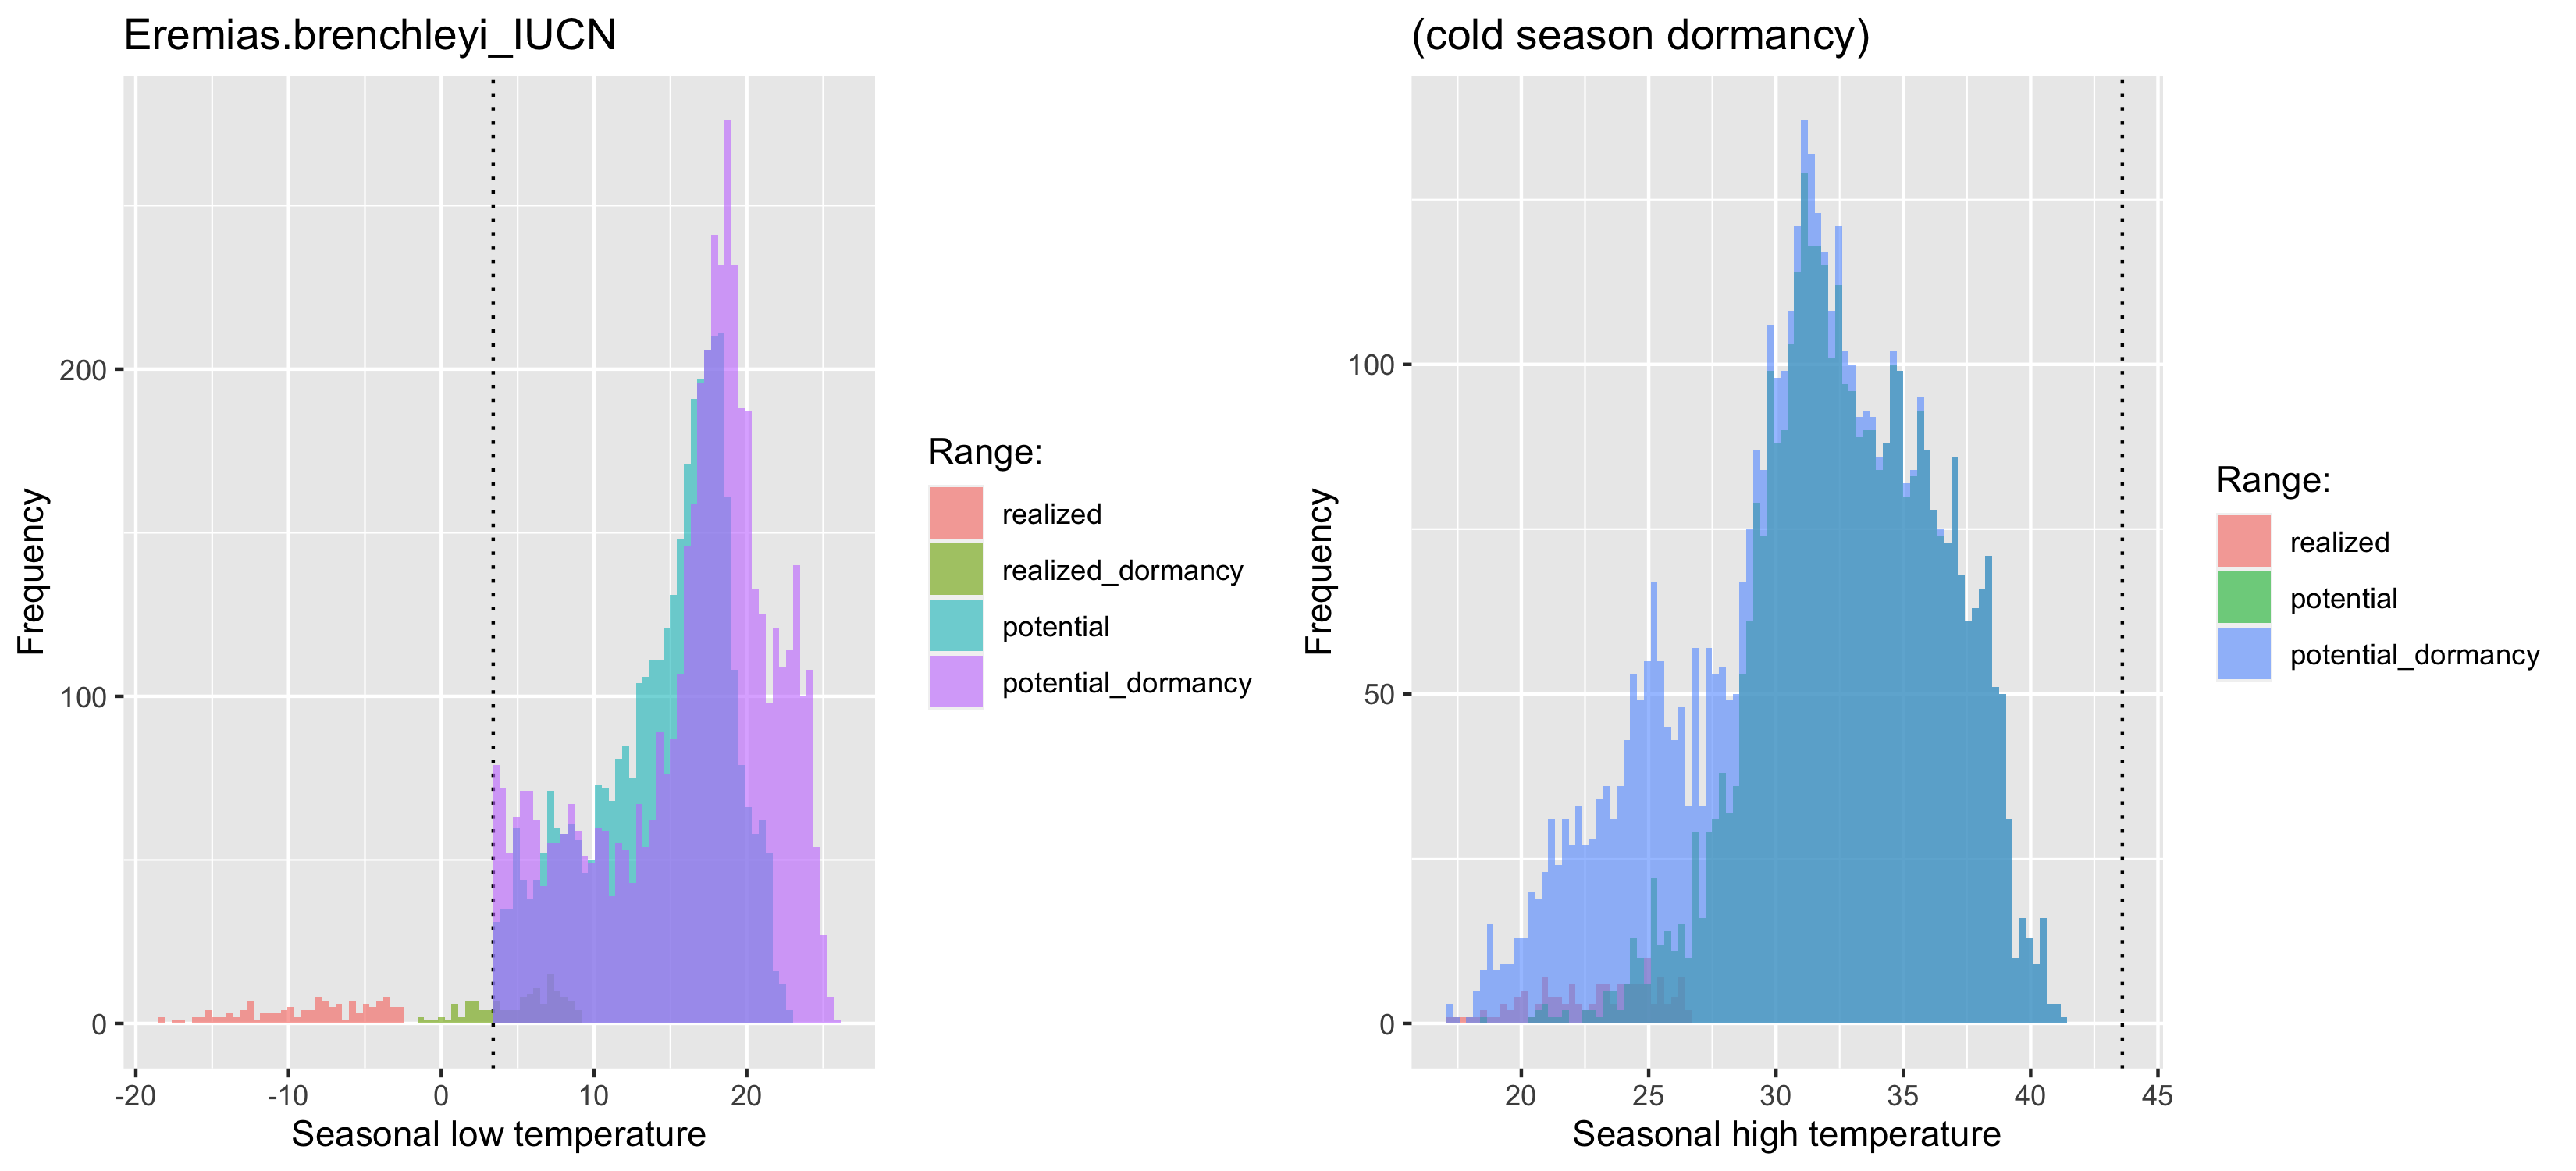 Eremias.brenchleyi_IUCN
200
100
0
-20 -10 0 10 20
Seasonal low temperature
Frequency
Range:
realized
realized_dormancy
potential
potential_dormancy
(cold season dormancy)
100
50
0
20 25 30 35 40 45
Seasonal high temperature
Frequency
Range:
realized
potential
potential_dormancy